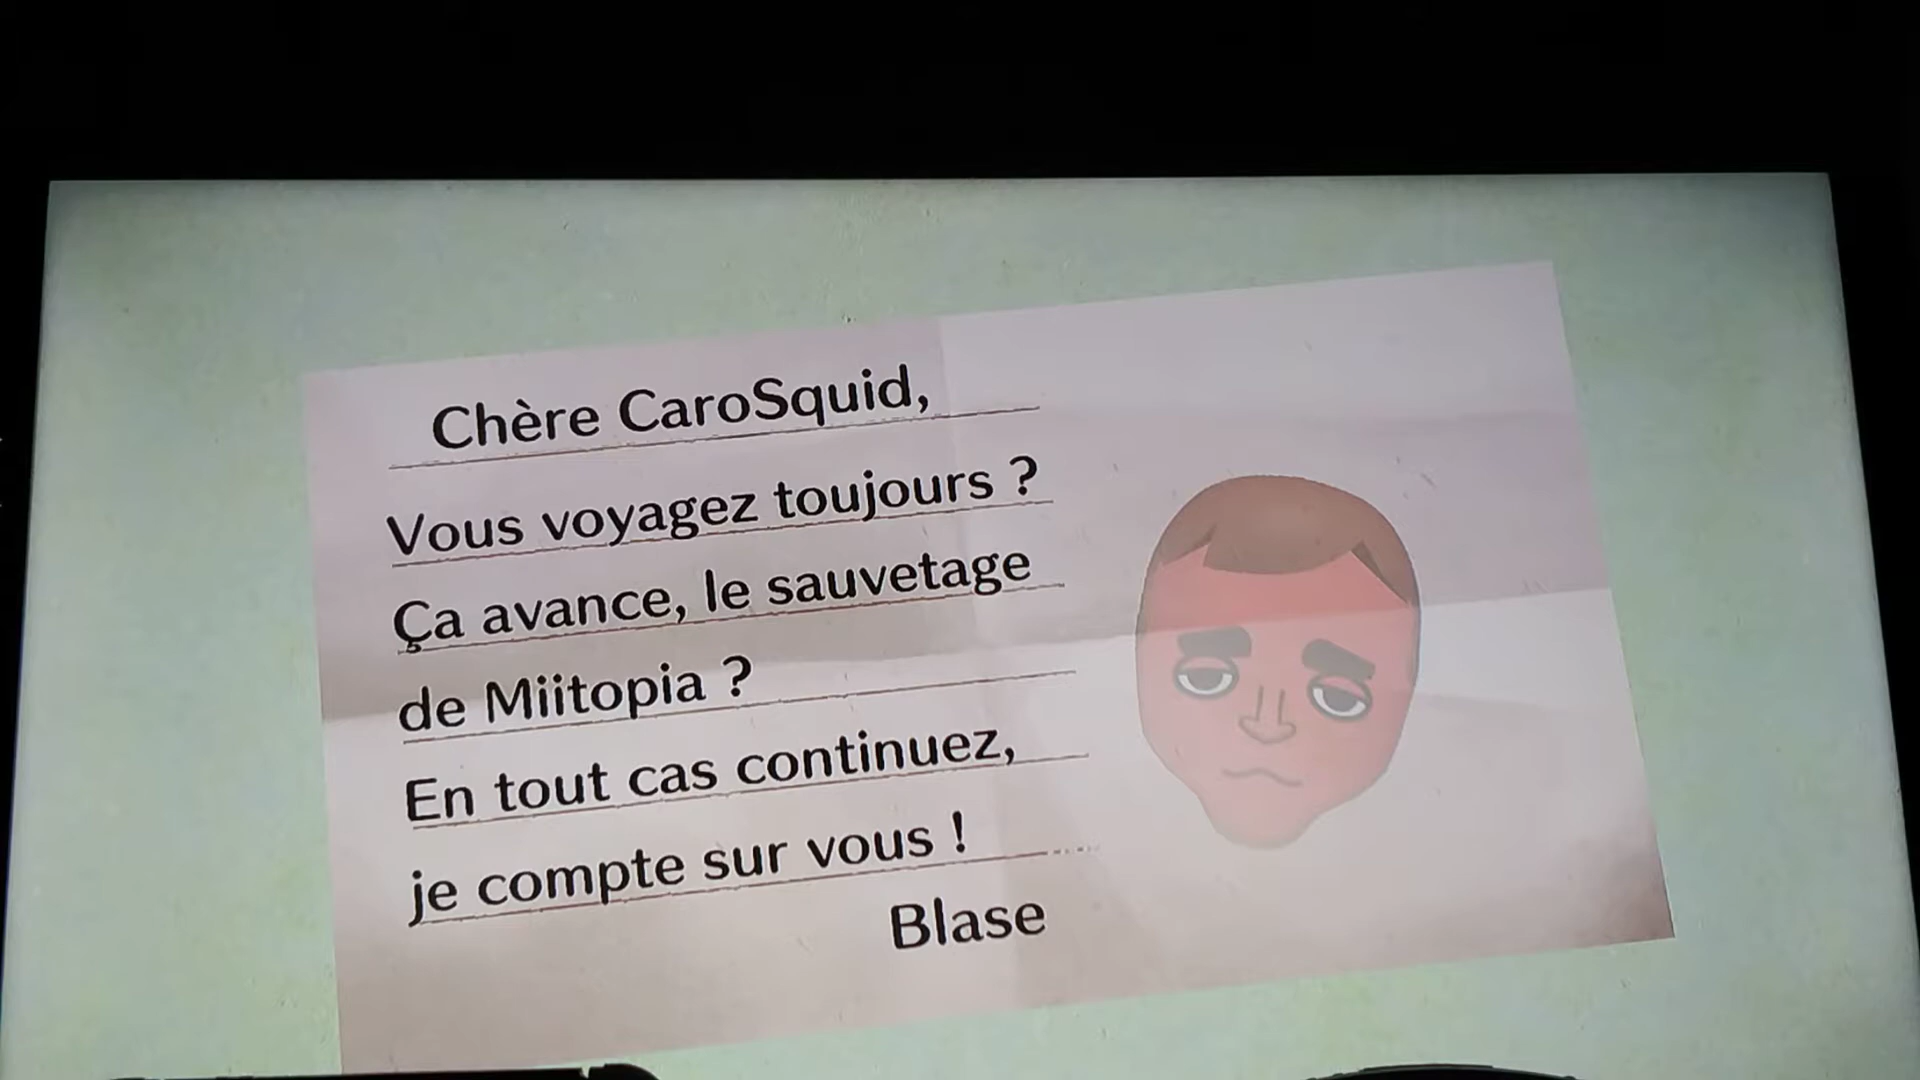 Chère CaroSquid,
Vous voyagez toujours ?
Ça avance, le sauvetage
de Miitopia ?
En tout cas continuez,
je compte sur vous !
Blase